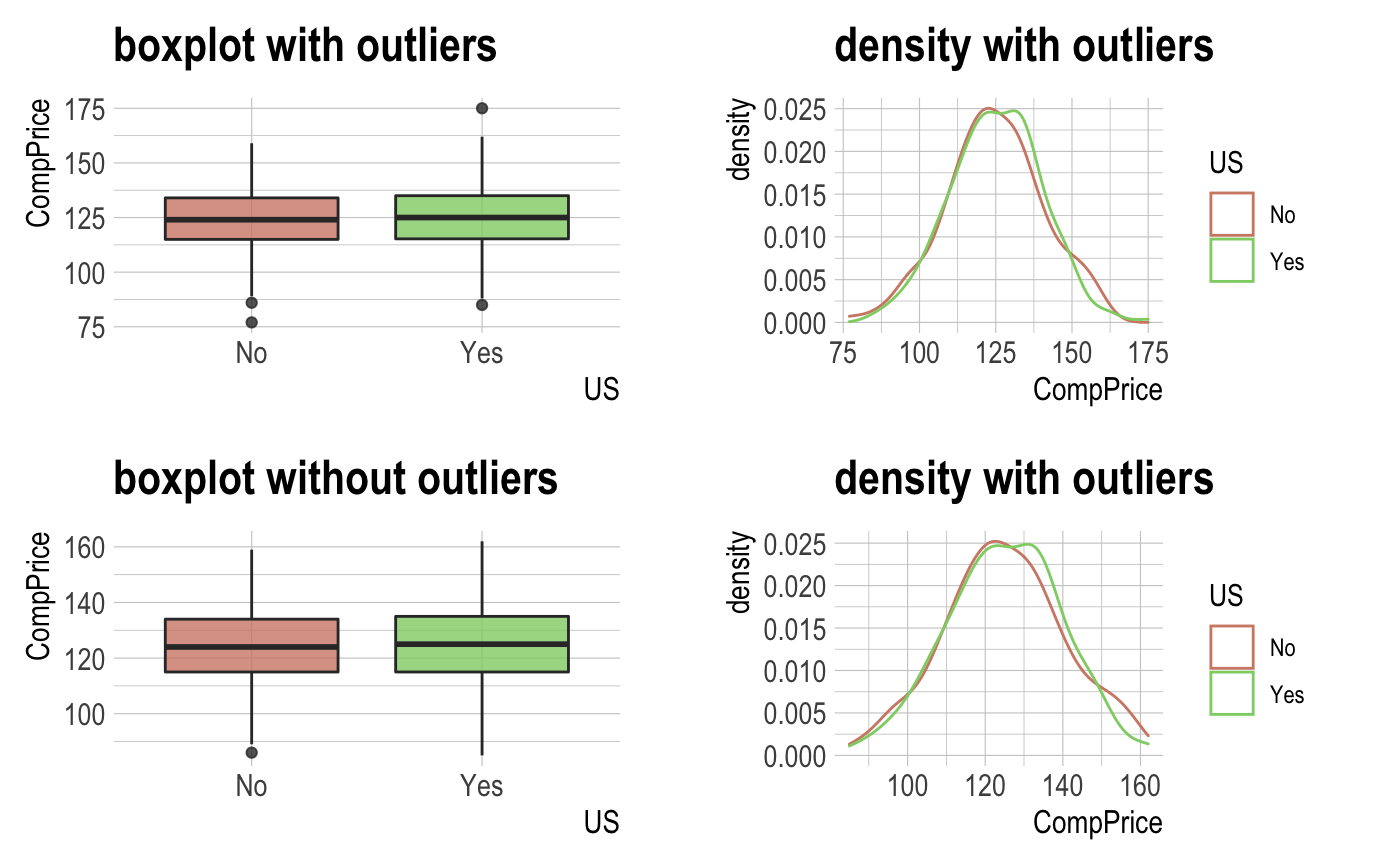 boxplot with outliers
CompPrice
175
150
125
100
75
No Yes
US
density with outliers
density
0.025
0.020
0.015
0.010
0.005
0.000
75 100 125 150 175
CompPrice
US
No
Yes
boxplot without outliers
CompPrice
160
140
120
100
No Yes
US
density with outliers
density
0.025
0.020
0.015
0.010
0.005
0.000
100 120 140 160
CompPrice
US
No
Yes